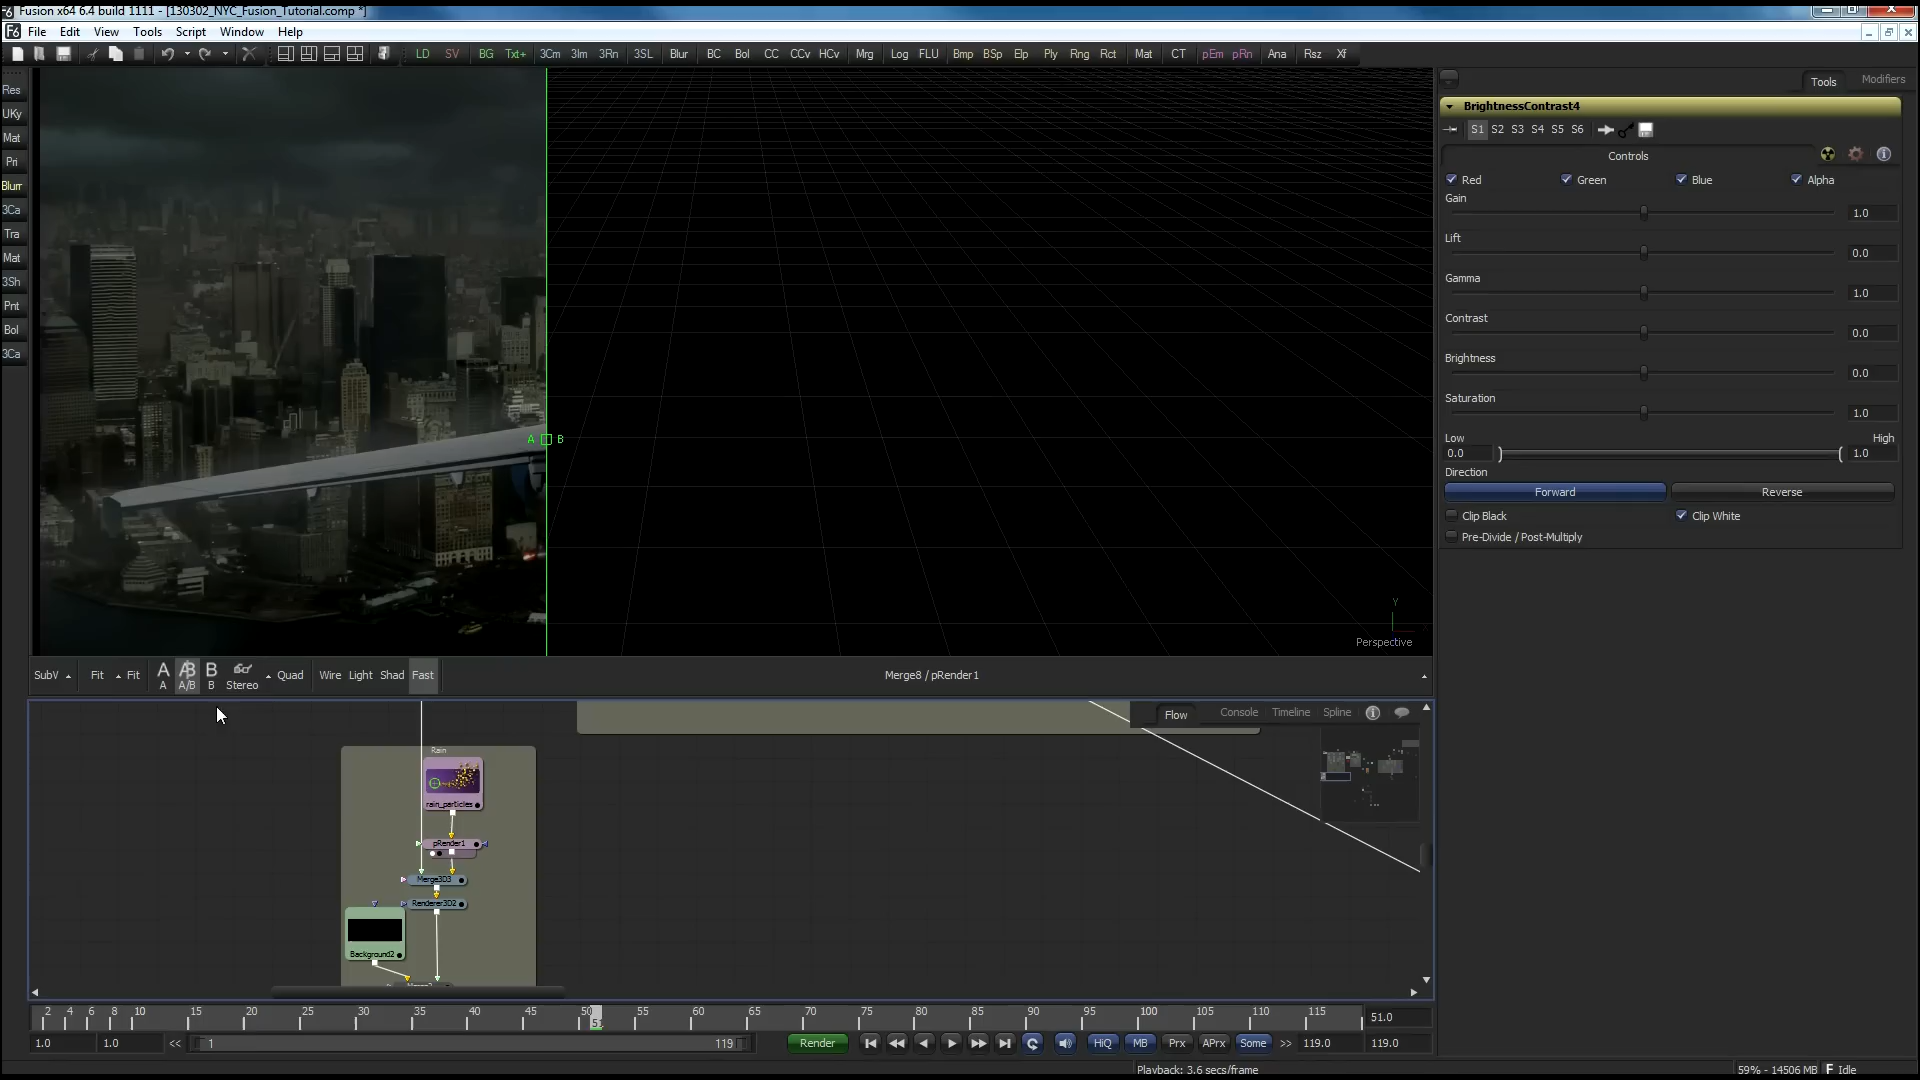 Fusion x64 6.4 build 1111 - [130302_NYC_Fusion_Tutorial.comp *]
File Edit View Tools Script Window Help
LD SV BG Txt+ 3Cm 3Im 3Rn 3SL Blur BC Bol CC CCv HCv Mrg Log FLU Bmp BSp Elp Ply Rng Rct Mat CT pEm pRn Ana Rsz Xf
Res
UKy
Mat
Pri
Blurr
3Ca
Tra
Mat
3Sh
Pnt
Bol
3Ca
A B
Y
Perspective
Tools Modifiers
BrightnessContrast4
S1 S2 S3 S4 S5 S6
Controls
Red Green Blue Alpha
Gain
1.0
Lift
0.0
Gamma
1.0
Contrast
0.0
Brightness
0.0
Saturation
1.0
Low High
0.0 1.0
Direction
Forward Reverse
Clip Black Clip White
Pre-Divide / Post-Multiply
SubV Fit Fit A A A/B A/B B B Stereo Quad Wire Light Shad Fast Merge8 / pRender1
Flow Console Timeline Spline
Rain
rain_particles
pRender1
Merge3D3
Renderer3D2
Background2
2 4 6 8 10 15 20 25 30 35 40 45 50 55 60 65 70 75 80 85 90 95 100 105 110 115
51
51.0
1.0 1.0 << 1 119 Render HiQ MB Prx APrx Some >> 119.0 119.0
Playback: 3.6 secs/frame
59% - 14506 MB F Idle